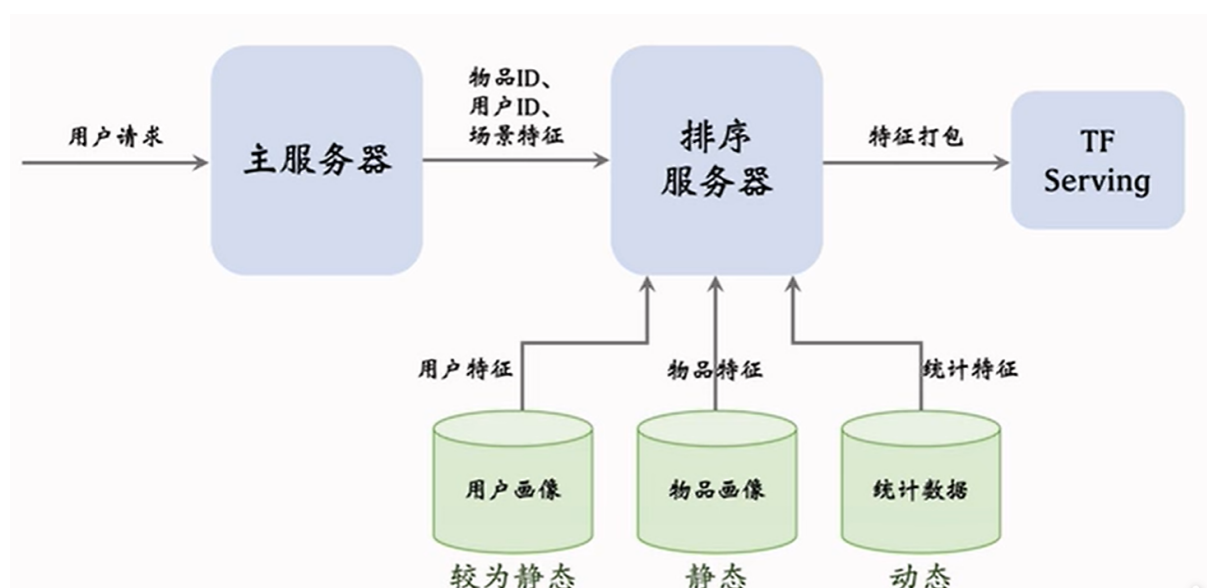 用户请求
主服务器
物品ID、
用户ID、
场景特征
排序
服务器
特征打包
TF
Serving
用户特征
物品特征
统计特征
用户画像
物品画像
统计数据
较为静态
静态
动态